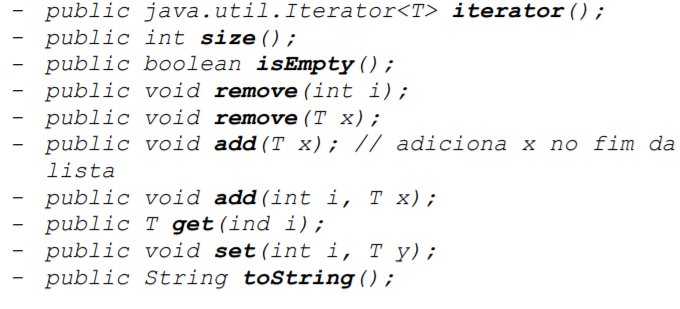 - public java.util.Iterator<T> iterator();
- public int size();
- public boolean isEmpty();
- public void remove(int i);
- public void remove(T x);
- public void add(T x); // adiciona x no fim da
lista
- public void add(int i, T x);
- public T get(ind i);
- public void set(int i, T y);
- public String toString();